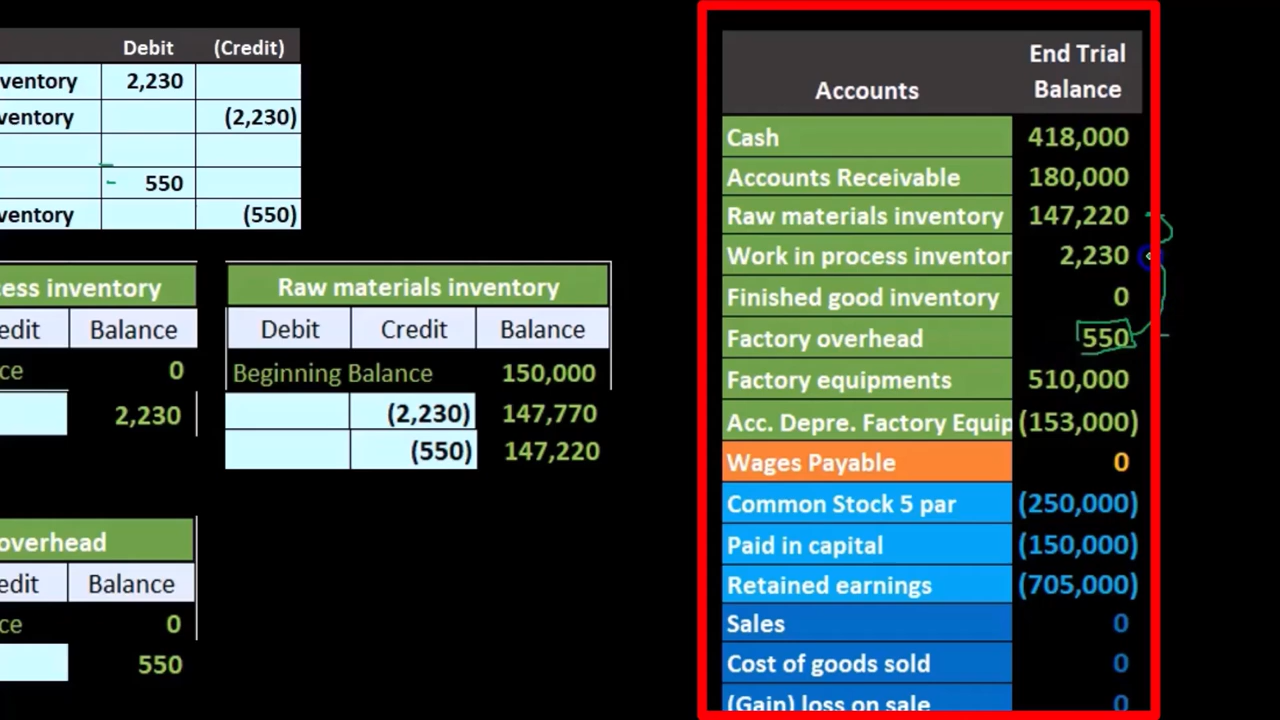 Debit (Credit)
ventory 2,230
ventory (2,230)
550
ventory (550)
cess inventory
edit Balance
ce 0
2,230
Raw materials inventory
Debit Credit Balance
Beginning Balance 150,000
(2,230) 147,770
(550) 147,220
overhead
edit Balance
ce 0
550
Accounts End Trial Balance
Cash 418,000
Accounts Receivable 180,000
Raw materials inventory 147,220
Work in process inventor 2,230
Finished good inventory 0
Factory overhead 550
Factory equipments 510,000
Acc. Depre. Factory Equip (153,000)
Wages Payable 0
Common Stock 5 par (250,000)
Paid in capital (150,000)
Retained earnings (705,000)
Sales 0
Cost of goods sold 0
(Gain) loss on sale 0